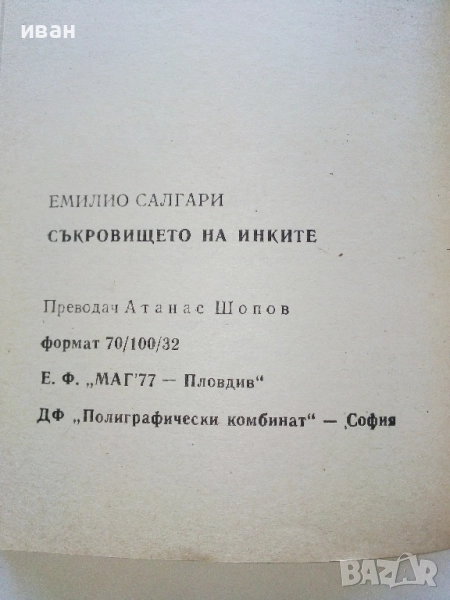 иван
ЕМИЛИО САЛГАРИ
СЪКРОВИЩЕТО НА ИНКИТЕ
Преводач Атанас Шопов
формат 70/100/32
Е. Ф. „МАГ'77 — Пловдив“
ДФ „Полиграфически комбинат“ — София
BAZAR